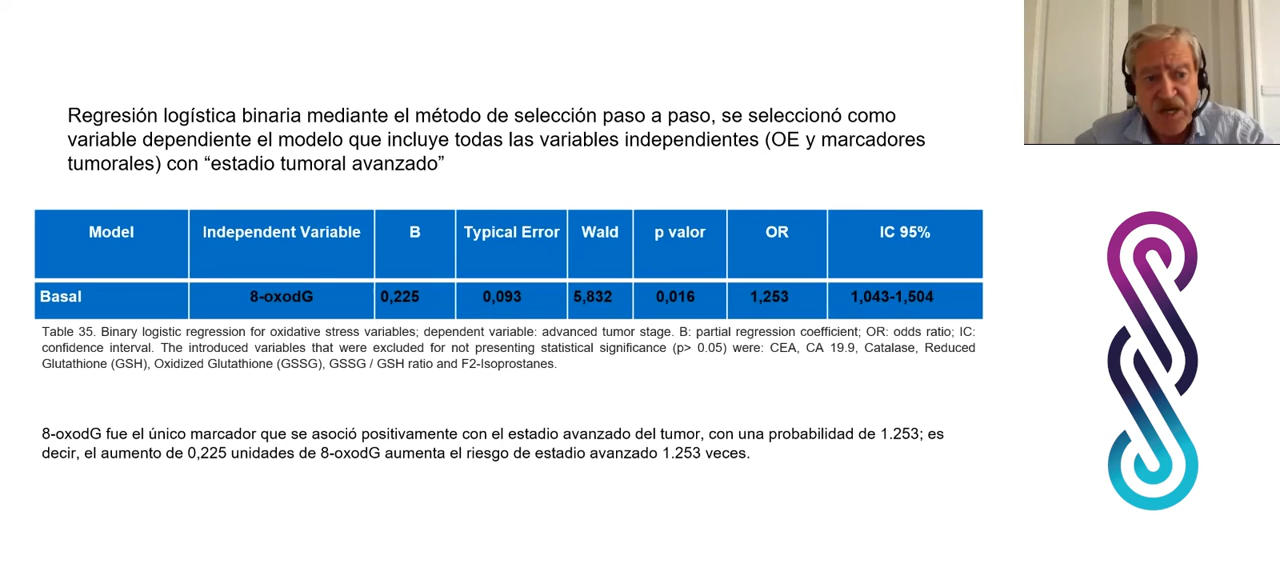 Regresión logística binaria mediante el método de selección paso a paso, se seleccionó como
variable dependiente el modelo que incluye todas las variables independientes (OE y marcadores
tumorales) con “estadio tumoral avanzado”
Model Independent Variable B Typical Error Wald p valor OR IC 95%
Basal 8-oxodG 0,225 0,093 5,832 0,016 1,253 1,043-1,504
Table 35. Binary logistic regression for oxidative stress variables; dependent variable: advanced tumor stage. B: partial regression coefficient; OR: odds ratio; IC:
confidence interval. The introduced variables that were excluded for not presenting statistical significance (p> 0.05) were: CEA, CA 19.9, Catalase, Reduced
Glutathione (GSH), Oxidized Glutathione (GSSG), GSSG / GSH ratio and F2-Isoprostanes.
8-oxodG fue el único marcador que se asoció positivamente con el estadio avanzado del tumor, con una probabilidad de 1.253; es
decir, el aumento de 0,225 unidades de 8-oxodG aumenta el riesgo de estadio avanzado 1.253 veces.